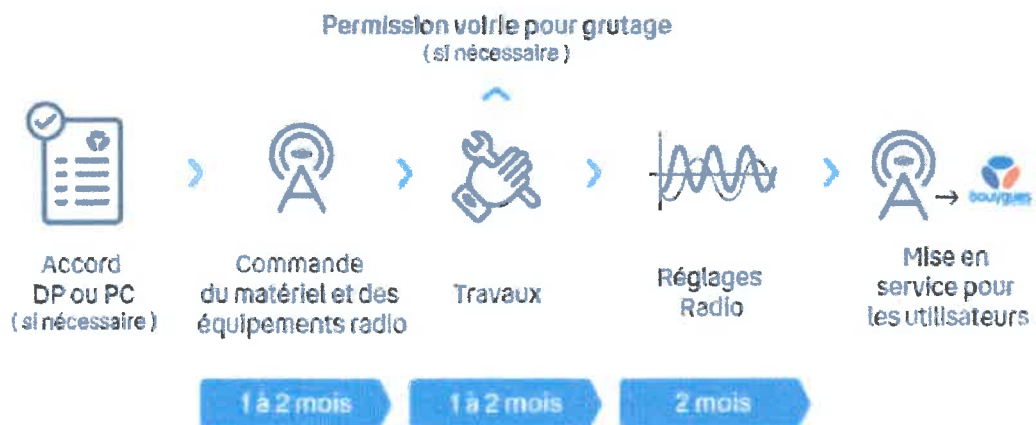 Permission voirie pour grutage
(si nécessaire)
Accord
DP ou PC
(si nécessaire)
Commande
du matériel et des
équipements radio
Travaux
Réglages
Radio
bouygues
Mise en
service pour
les utilisateurs
1 à 2 mois
1 à 2 mois
2 mois